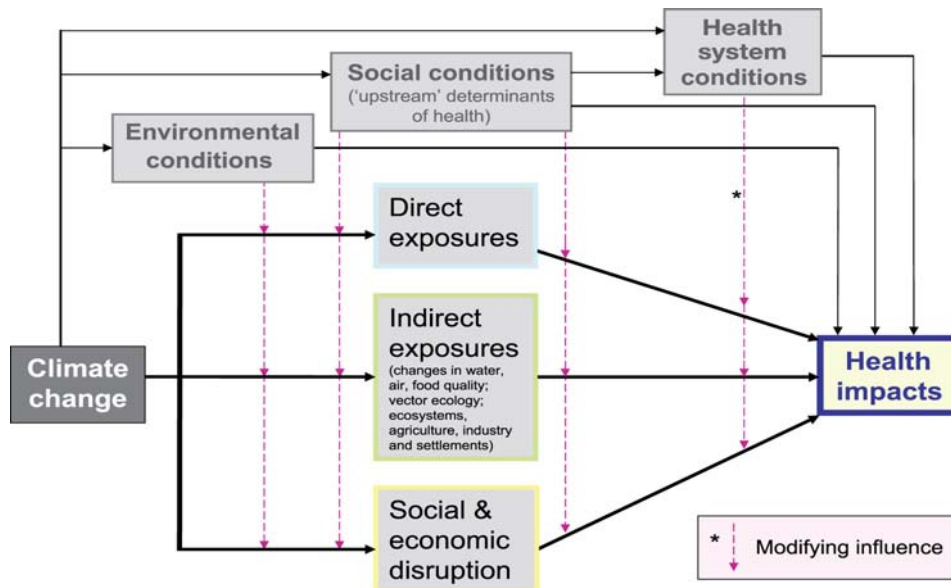 Health
system
conditions
Social conditions
(‘upstream’ determinants
of health)
Environmental
conditions
*
Direct
exposures
Indirect
exposures
(changes in water,
air, food quality;
vector ecology;
ecosystems,
agriculture, industry
and settlements)
Climate
change
Health
impacts
Social &
economic
disruption
* Modifying influence